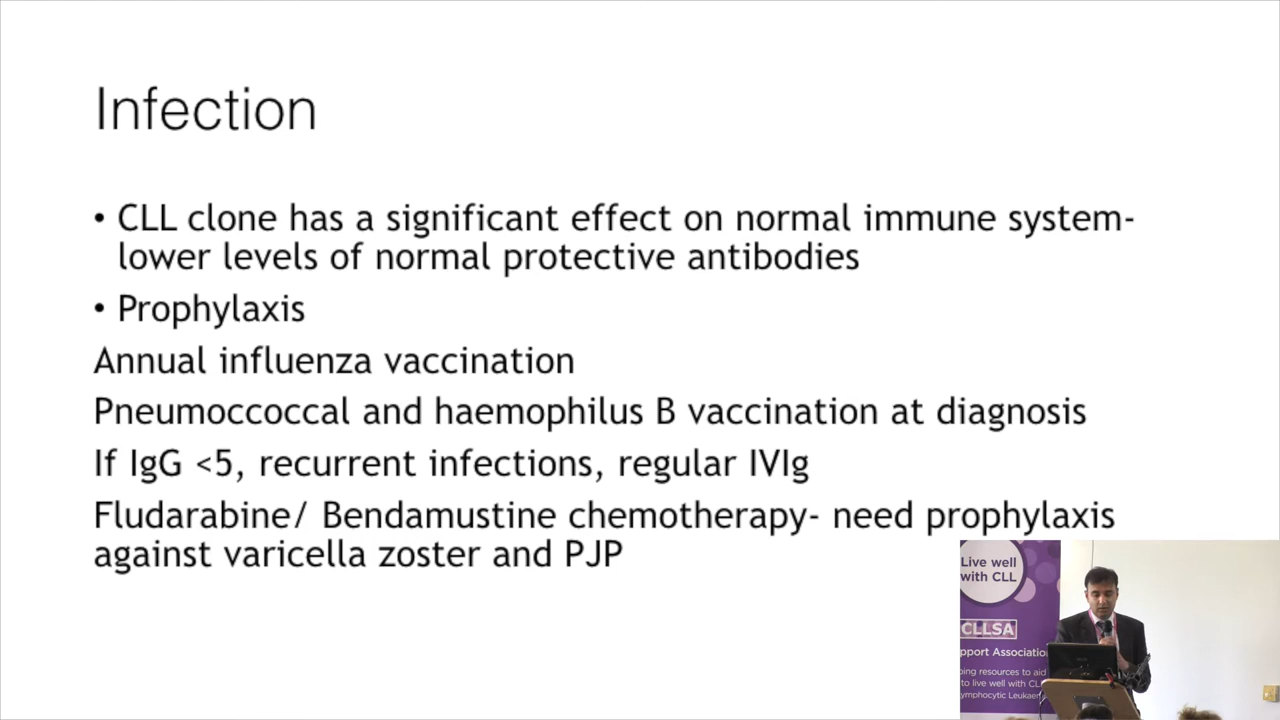 Infection
• CLL clone has a significant effect on normal immune system-
lower levels of normal protective antibodies
• Prophylaxis
Annual influenza vaccination
Pneumoccoccal and haemophilus B vaccination at diagnosis
If IgG <5, recurrent infections, regular IVIg
Fludarabine/ Bendamustine chemotherapy- need prophylaxis
against varicella zoster and PJP
Live well
with CLL
CLLSA
pport Association
ping resources to aid
to live well with CL
ymphocytic Leukae